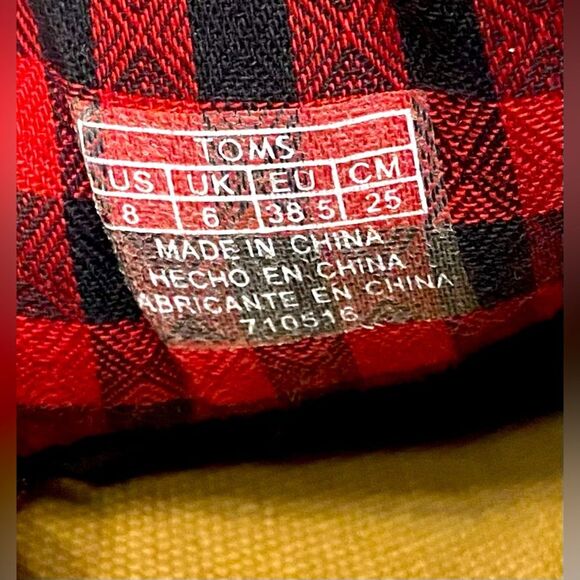 TOMS
US UK EU CM
8 6 38.5 25
MADE IN CHINA
HECHO EN CHINA
FABRICANTE EN CHINA
710516